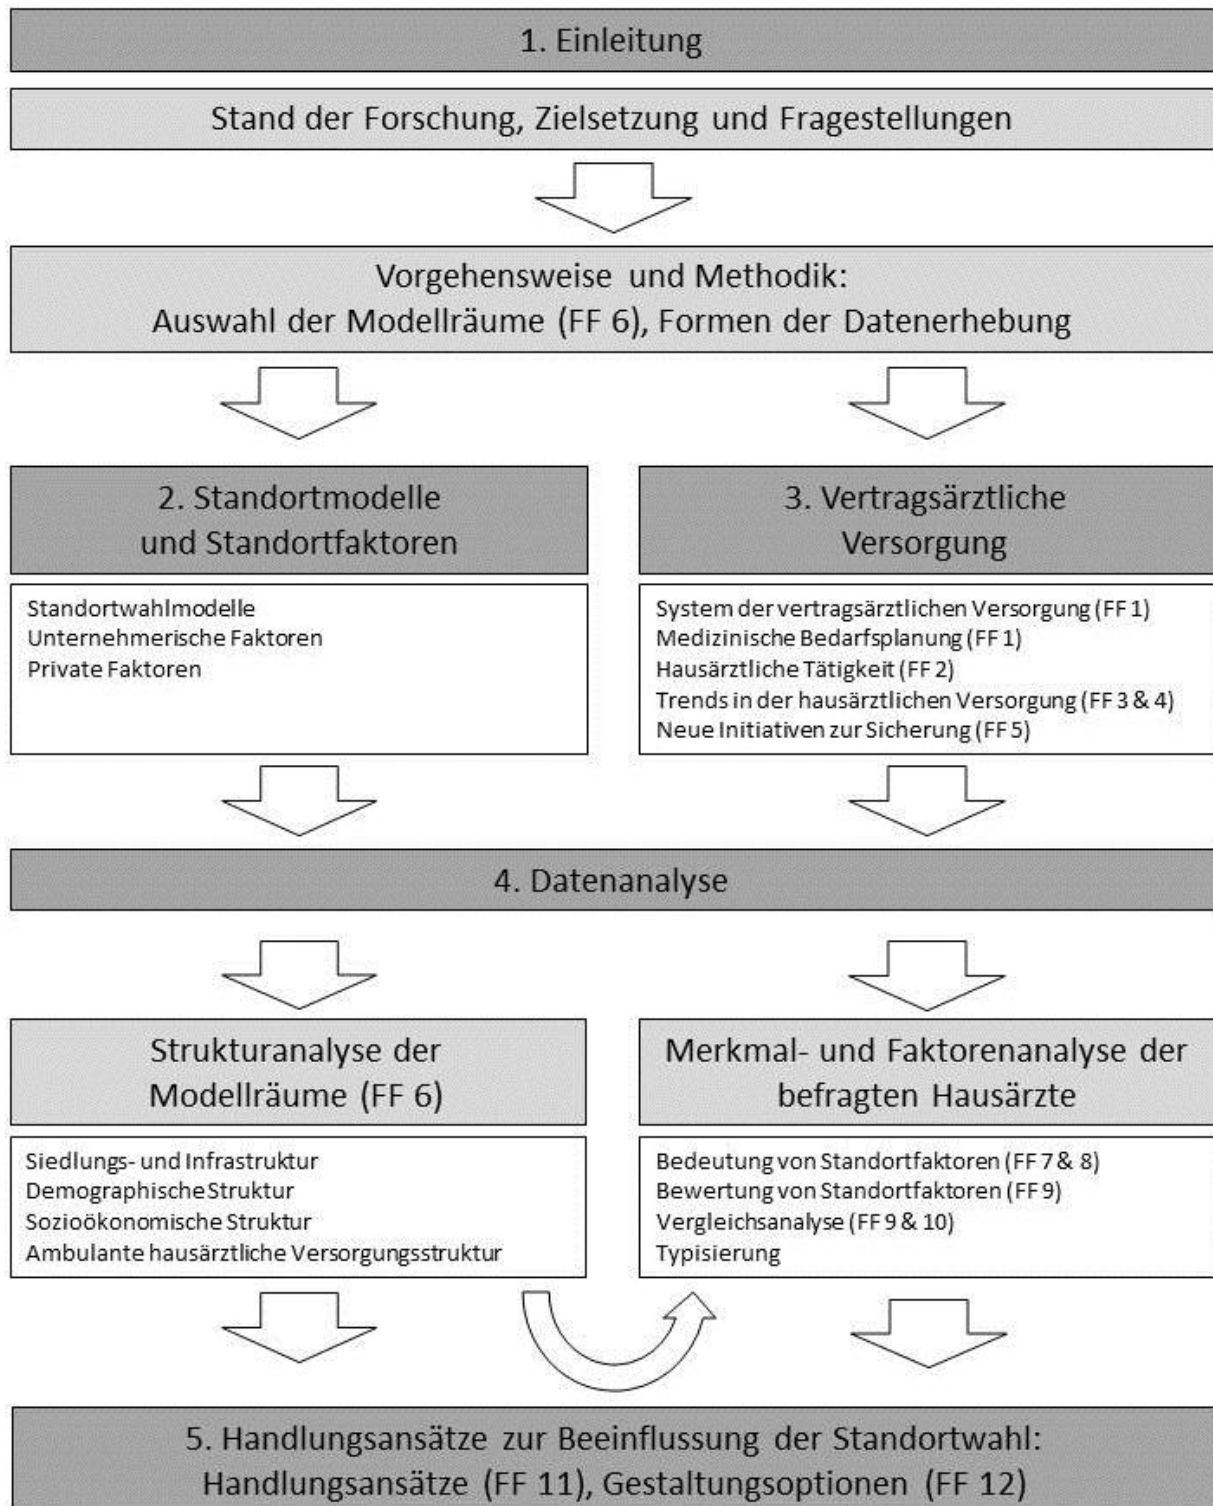 1. Einleitung
Stand der Forschung, Zielsetzung und Fragestellungen
Vorgehensweise und Methodik:
Auswahl der Modellräume (FF 6), Formen der Datenerhebung
2. Standortmodelle
und Standortfaktoren
Standortwahlmodelle
Unternehmerische Faktoren
Private Faktoren
3. Vertragsärztliche
Versorgung
System der vertragsärztlichen Versorgung (FF 1)
Medizinische Bedarfsplanung (FF 1)
Hausärztliche Tätigkeit (FF 2)
Trends in der hausärztlichen Versorgung (FF 3 & 4)
Neue Initiativen zur Sicherung (FF 5)
4. Datenanalyse
Strukturanalyse der
Modellräume (FF 6)
Siedlungs- und Infrastruktur
Demographische Struktur
Sozioökonomische Struktur
Ambulante hausärztliche Versorgungsstruktur
Merkmal- und Faktorenanalyse der
befragten Hausärzte
Bedeutung von Standortfaktoren (FF 7 & 8)
Bewertung von Standortfaktoren (FF 9)
Vergleichsanalyse (FF 9 & 10)
Typisierung
5. Handlungsansätze zur Beeinflussung der Standortwahl:
Handlungsansätze (FF 11), Gestaltungsoptionen (FF 12)